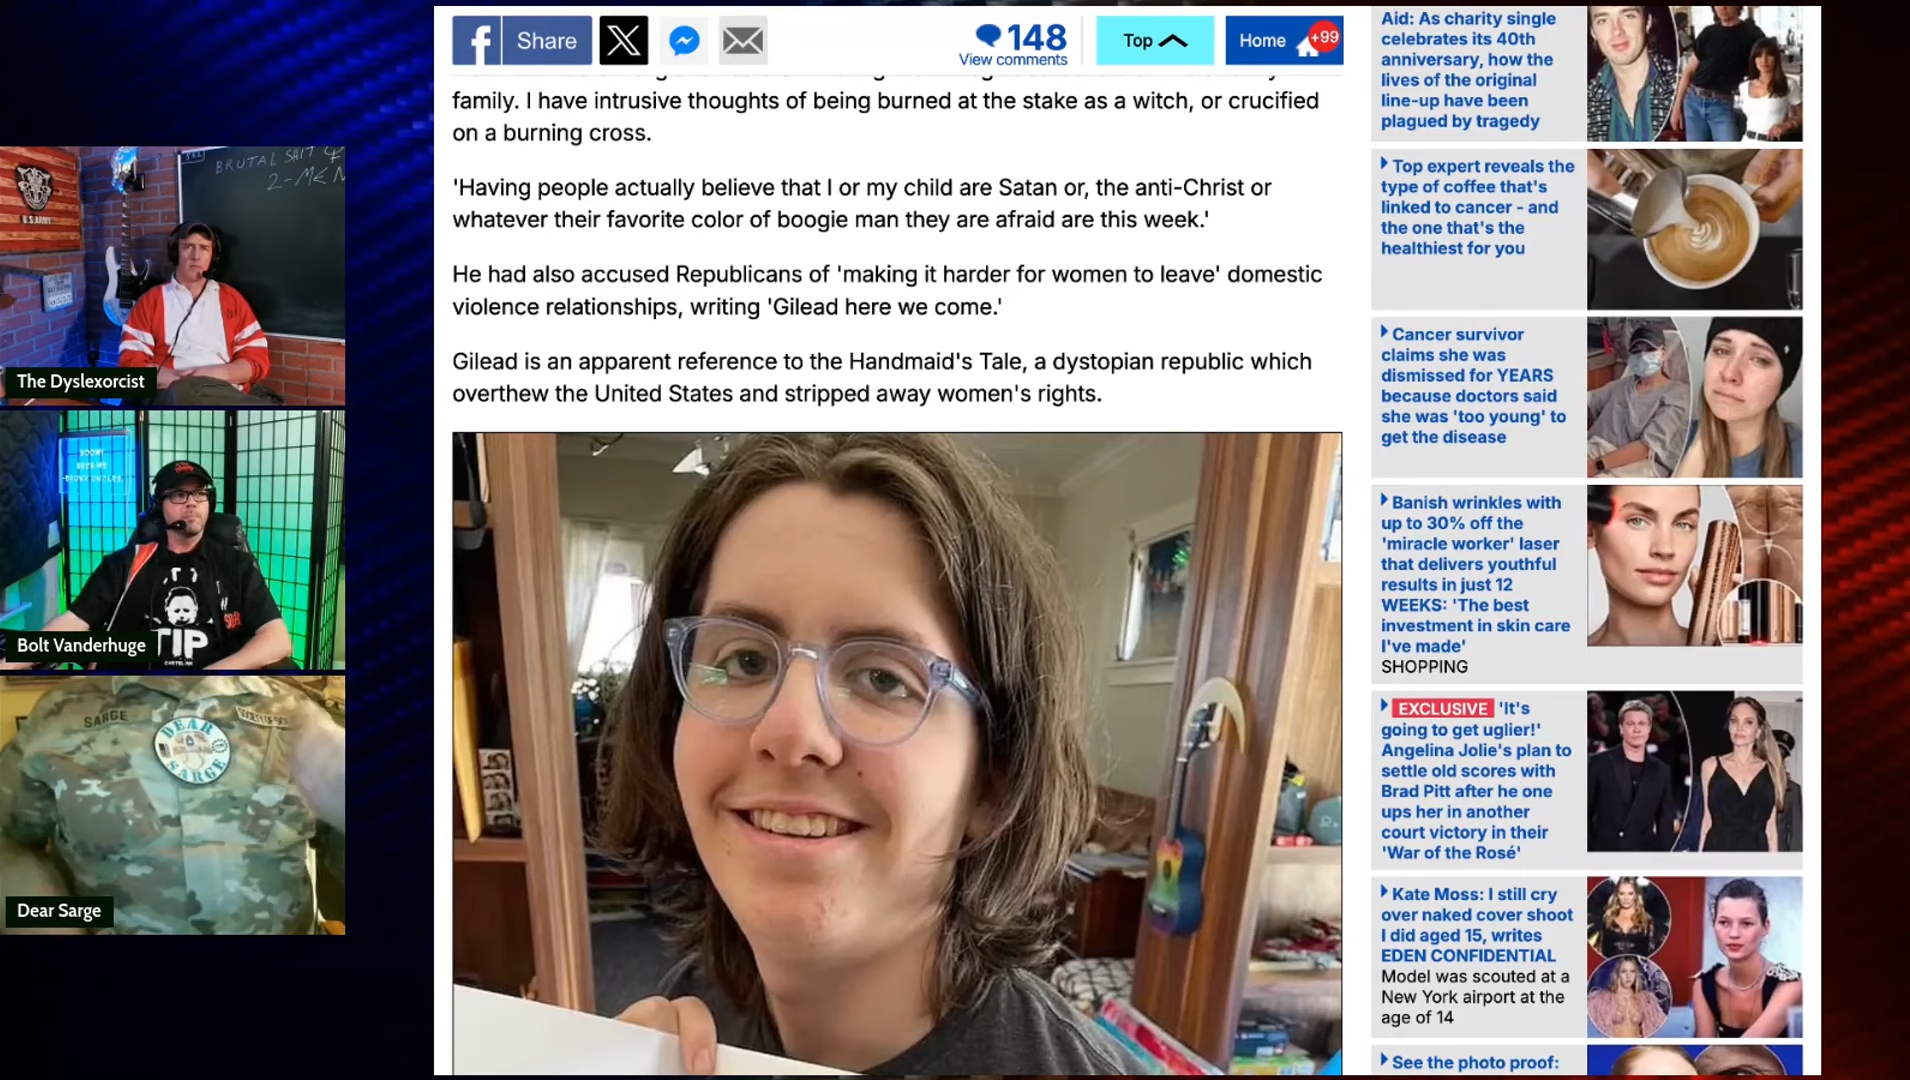 Share
148
View comments
Top
Home
+99
family. I have intrusive thoughts of being burned at the stake as a witch, or crucified
on a burning cross.
'Having people actually believe that I or my child are Satan or, the anti-Christ or
whatever their favorite color of boogie man they are afraid are this week.'
He had also accused Republicans of 'making it harder for women to leave' domestic
violence relationships, writing 'Gilead here we come.'
Gilead is an apparent reference to the Handmaid's Tale, a dystopian republic which
overthew the United States and stripped away women's rights.
Aid: As charity single
celebrates its 40th
anniversary, how the
lives of the original
line-up have been
plagued by tragedy
Top expert reveals the
type of coffee that's
linked to cancer - and
the one that's the
healthiest for you
Cancer survivor
claims she was
dismissed for YEARS
because doctors said
she was 'too young' to
get the disease
Banish wrinkles with
up to 30% off the
'miracle worker' laser
that delivers youthful
results in just 12
WEEKS: 'The best
investment in skin care
I've made'
SHOPPING
EXCLUSIVE 'It's
going to get uglier!'
Angelina Jolie's plan to
settle old scores with
Brad Pitt after he one
ups her in another
court victory in their
'War of the Rosé'
Kate Moss: I still cry
over naked cover shoot
I did aged 15, writes
EDEN CONFIDENTIAL
Model was scouted at a
New York airport at the
age of 14
See the photo proof:
BRUTAL SHIT
2-MEN
U.S. ARMY
The Dyslexorcist
TIP
Bolt Vanderhuge
SARGE
DEAR
SARGE
Dear Sarge